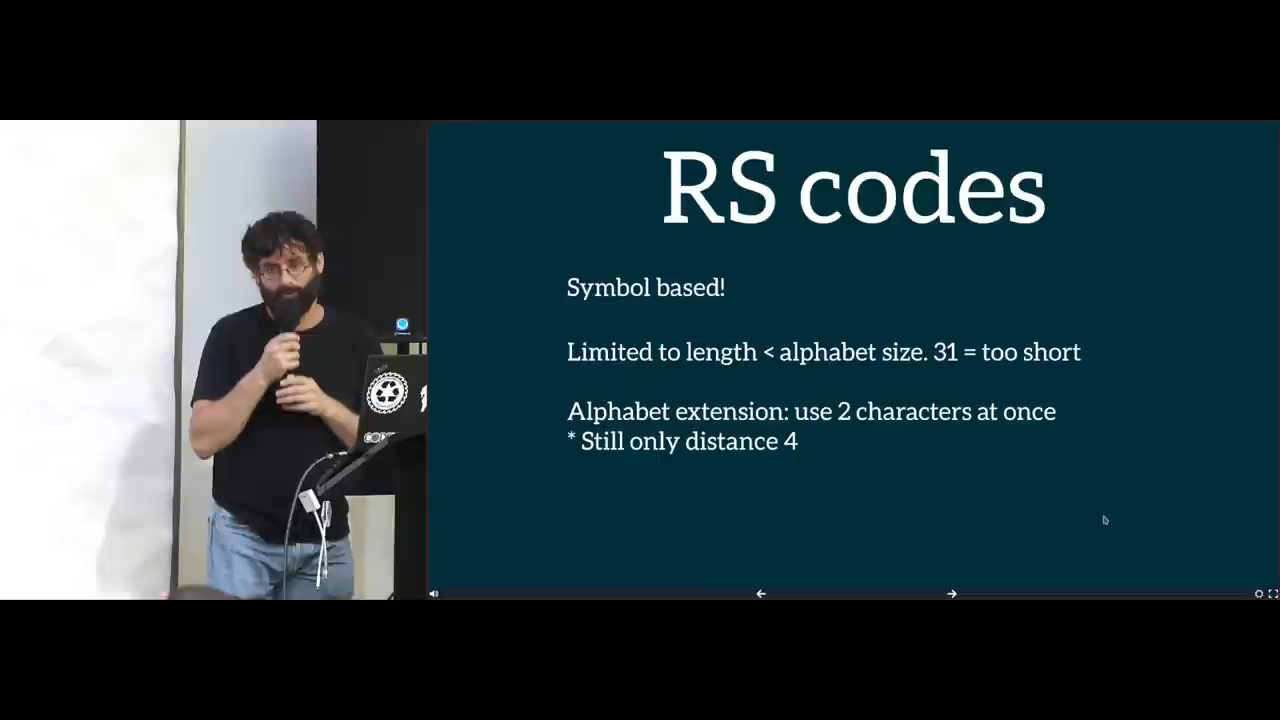 RS codes
Symbol based!
Limited to length < alphabet size. 31 = too short
Alphabet extension: use 2 characters at once
* Still only distance 4